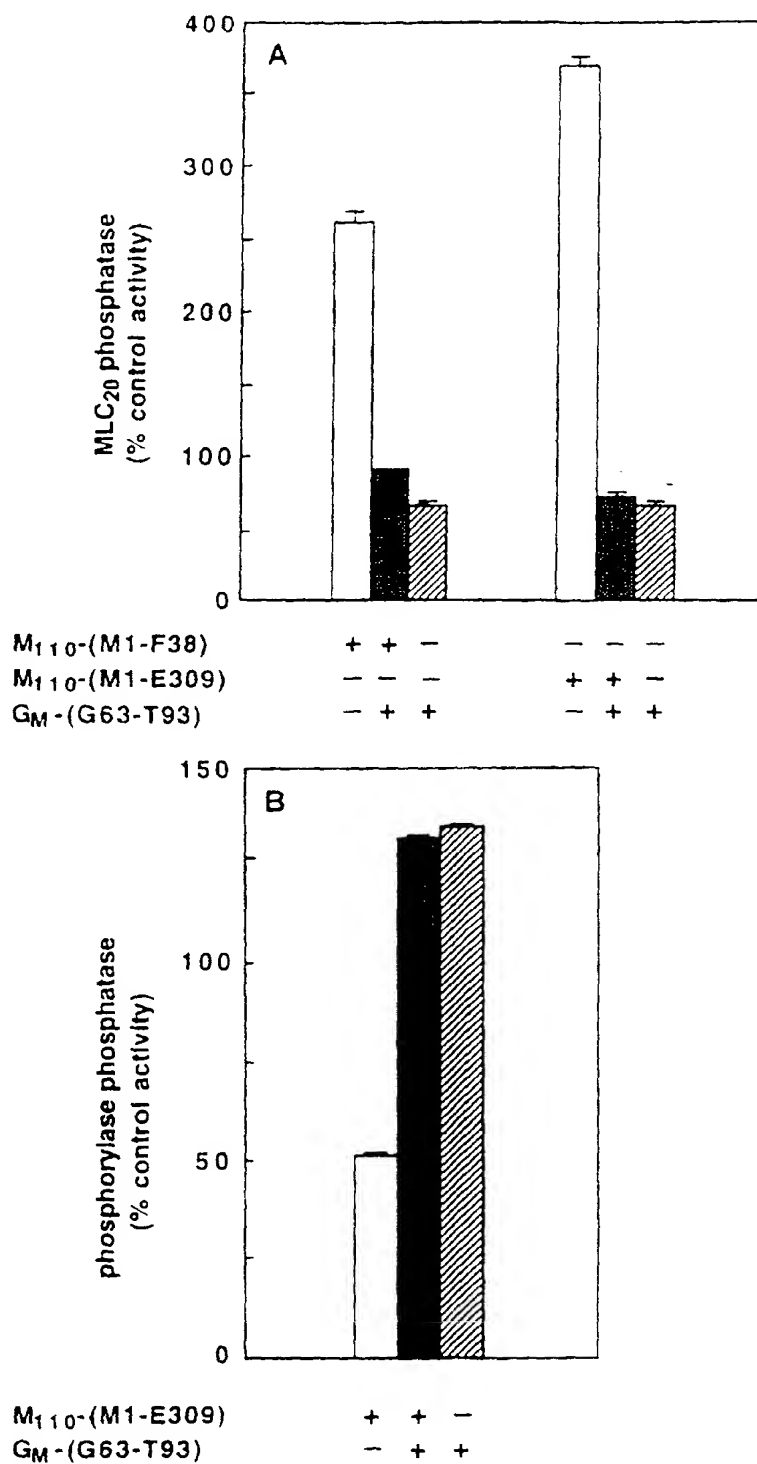 A
400
300
200
100
0
MLC20 phosphatase
(% control activity)
M110-(M1-F38) + + – – – –
M110-(M1-E309) – – – + + –
GM-(G63-T93) – + + – + +
B
150
100
50
0
phosphorylase phosphatase
(% control activity)
M110-(M1-E309) + + –
GM-(G63-T93) – + +